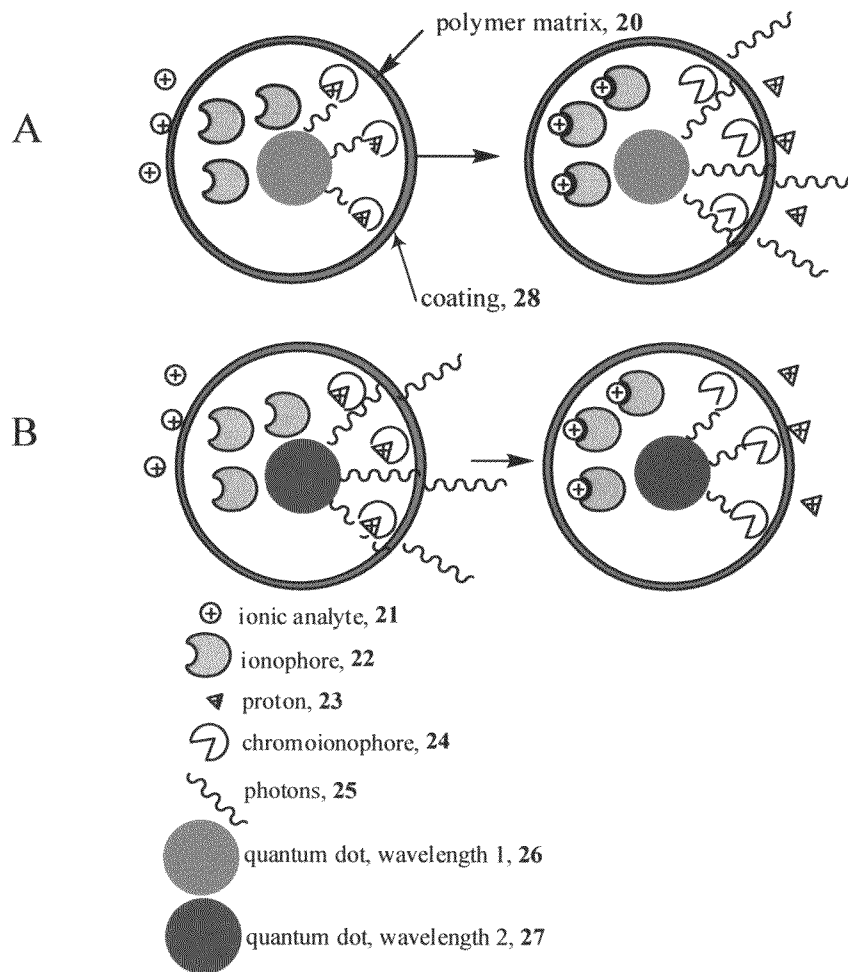 polymer matrix, 20
A
coating, 28
B
ionic analyte, 21
ionophore, 22
proton, 23
chromoionophore, 24
photons, 25
quantum dot, wavelength 1, 26
quantum dot, wavelength 2, 27